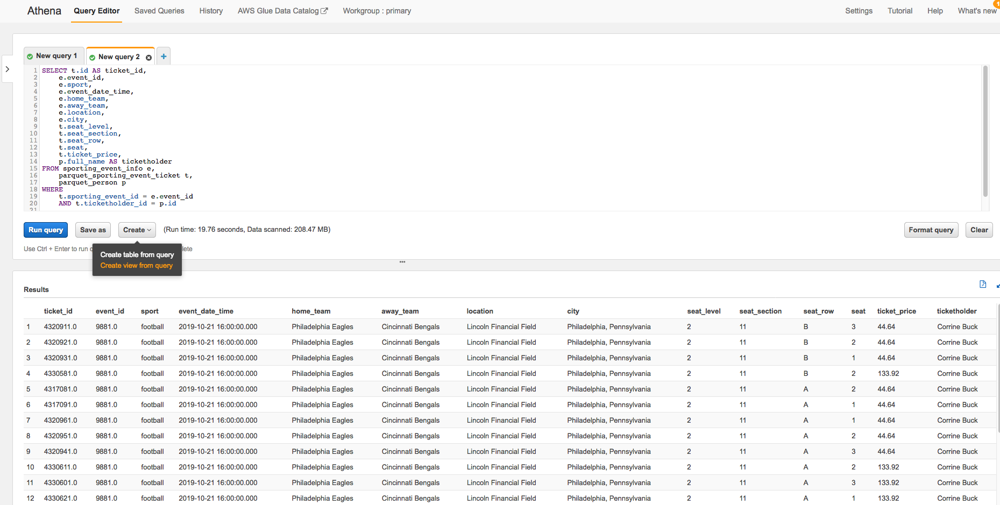 Athena Query Editor Saved Queries History AWS Glue Data Catalog Workgroup : primary Settings Tutorial Help What's new 1
New query 1 New query 2 +
1 SELECT t.id AS ticket_id,
2 e.event_id,
3 e.sport,
4 e.event_date_time,
5 e.home_team,
6 e.away_team,
7 e.location,
8 e.city,
9 t.seat_level,
10 t.seat_section,
11 t.seat_row,
12 t.seat,
13 t.ticket_price,
14 p.full_name AS ticketholder
15 FROM sporting_event_info e,
16 parquet_sporting_event_ticket t,
17 parquet_person p
18 WHERE
19 t.sporting_event_id = e.event_id
20 AND t.ticketholder_id = p.id
21
Run query Save as Create (Run time: 19.76 seconds, Data scanned: 208.47 MB) Format query Clear
Use Ctrl + Enter to run
Create table from query
Create view from query
Results
ticket_id event_id sport event_date_time home_team away_team location city seat_level seat_section seat_row seat ticket_price ticketholder
1 4320911.0 9881.0 football 2019-10-21 16:00:00.000 Philadelphia Eagles Cincinnati Bengals Lincoln Financial Field Philadelphia, Pennsylvania 2 11 B 3 44.64 Corrine Buck
2 4320921.0 9881.0 football 2019-10-21 16:00:00.000 Philadelphia Eagles Cincinnati Bengals Lincoln Financial Field Philadelphia, Pennsylvania 2 11 B 2 44.64 Corrine Buck
3 4320931.0 9881.0 football 2019-10-21 16:00:00.000 Philadelphia Eagles Cincinnati Bengals Lincoln Financial Field Philadelphia, Pennsylvania 2 11 B 1 44.64 Corrine Buck
4 4330581.0 9881.0 football 2019-10-21 16:00:00.000 Philadelphia Eagles Cincinnati Bengals Lincoln Financial Field Philadelphia, Pennsylvania 2 11 B 2 133.92 Corrine Buck
5 4317081.0 9881.0 football 2019-10-21 16:00:00.000 Philadelphia Eagles Cincinnati Bengals Lincoln Financial Field Philadelphia, Pennsylvania 2 11 A 2 44.64 Corrine Buck
6 4317091.0 9881.0 football 2019-10-21 16:00:00.000 Philadelphia Eagles Cincinnati Bengals Lincoln Financial Field Philadelphia, Pennsylvania 2 11 A 1 44.64 Corrine Buck
7 4320961.0 9881.0 football 2019-10-21 16:00:00.000 Philadelphia Eagles Cincinnati Bengals Lincoln Financial Field Philadelphia, Pennsylvania 2 11 A 1 44.64 Corrine Buck
8 4320951.0 9881.0 football 2019-10-21 16:00:00.000 Philadelphia Eagles Cincinnati Bengals Lincoln Financial Field Philadelphia, Pennsylvania 2 11 A 2 44.64 Corrine Buck
9 4320941.0 9881.0 football 2019-10-21 16:00:00.000 Philadelphia Eagles Cincinnati Bengals Lincoln Financial Field Philadelphia, Pennsylvania 2 11 A 3 44.64 Corrine Buck
10 4330611.0 9881.0 football 2019-10-21 16:00:00.000 Philadelphia Eagles Cincinnati Bengals Lincoln Financial Field Philadelphia, Pennsylvania 2 11 A 2 133.92 Corrine Buck
11 4330601.0 9881.0 football 2019-10-21 16:00:00.000 Philadelphia Eagles Cincinnati Bengals Lincoln Financial Field Philadelphia, Pennsylvania 2 11 A 3 133.92 Corrine Buck
12 4330621.0 9881.0 football 2019-10-21 16:00:00.000 Philadelphia Eagles Cincinnati Bengals Lincoln Financial Field Philadelphia, Pennsylvania 2 11 A 1 133.92 Corrine Buck